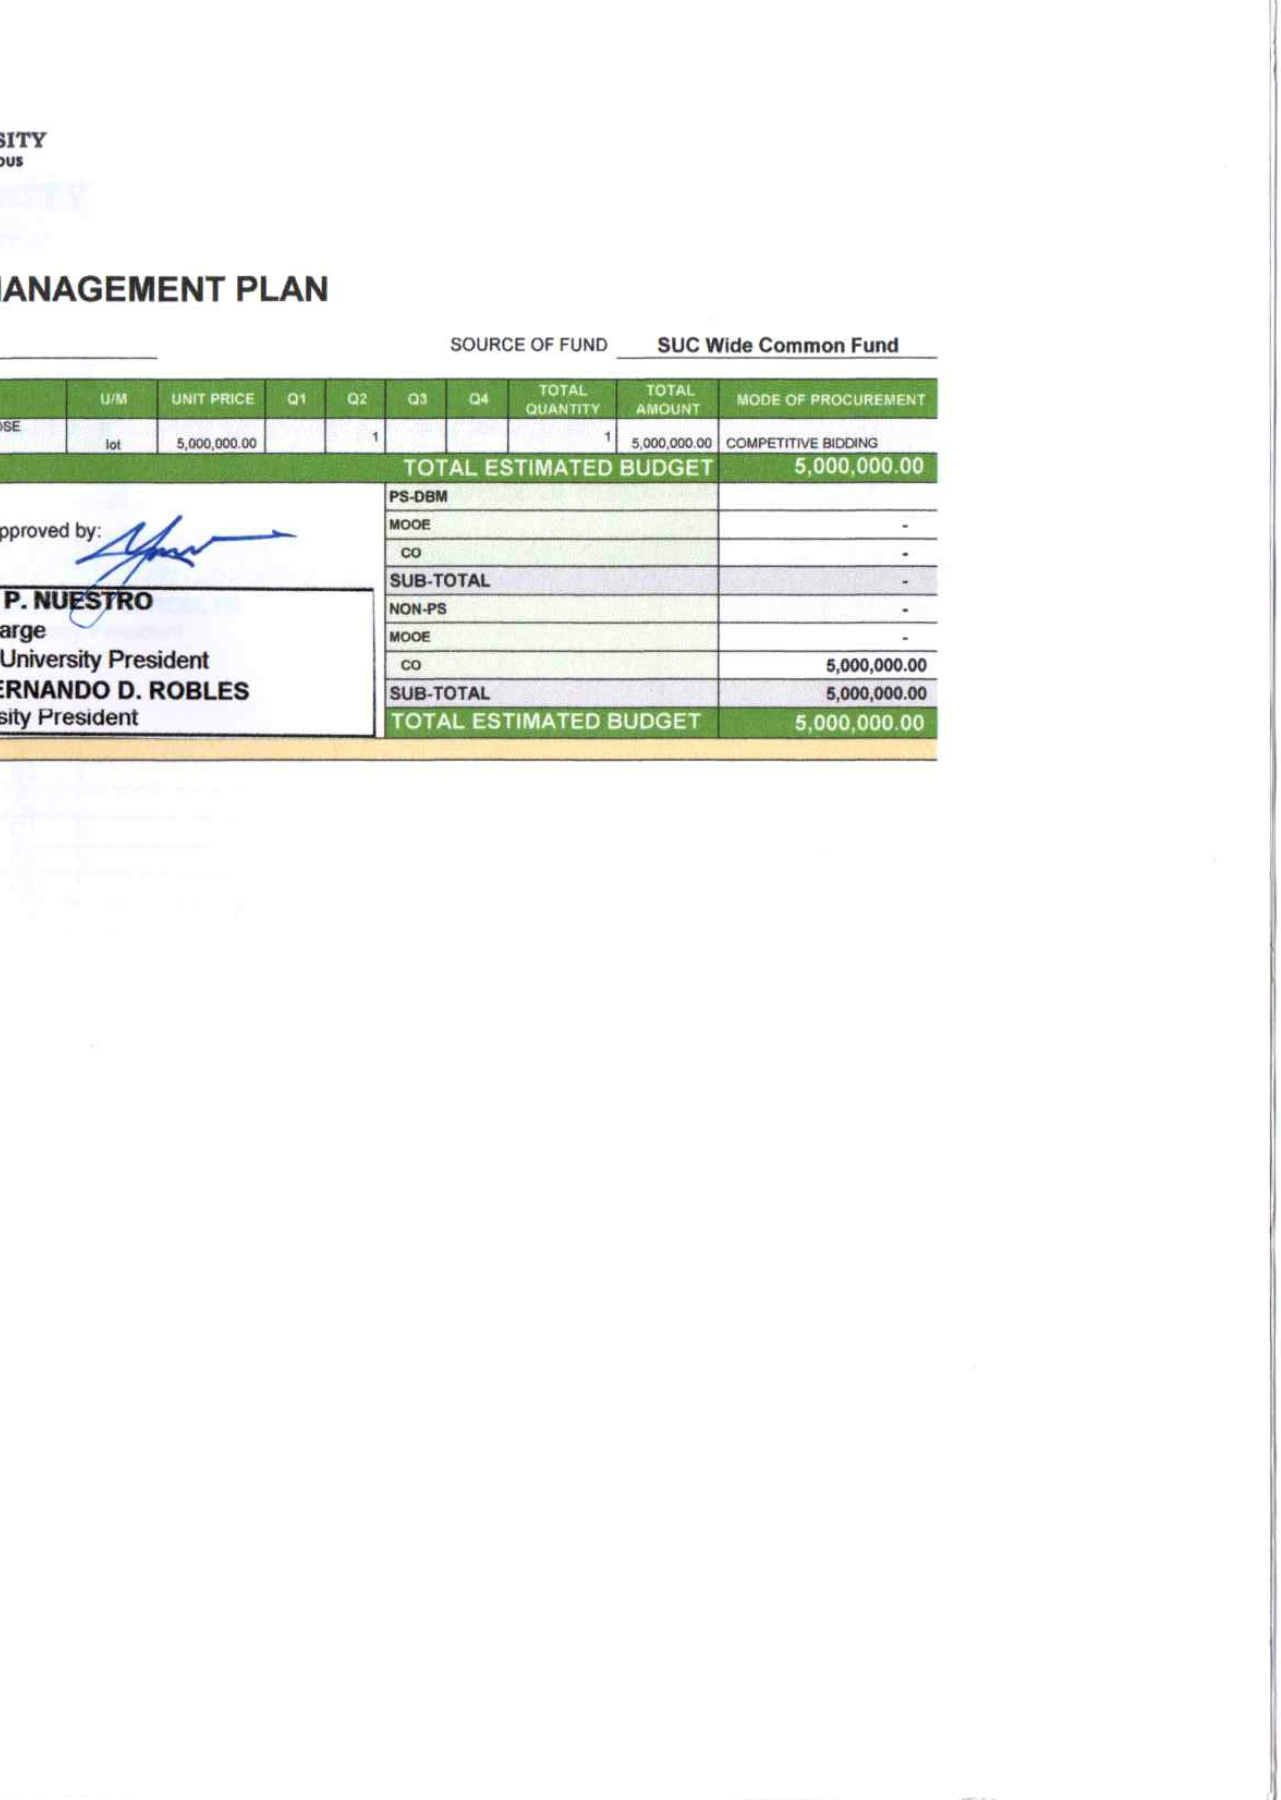 SITY
PUS
ANAGEMENT PLAN
SOURCE OF FUND SUC Wide Common Fund
U/M UNIT PRICE Q1 Q2 Q3 Q4 TOTAL QUANTITY TOTAL AMOUNT MODE OF PROCUREMENT
OSE
lot 5,000,000.00 1 1 5,000,000.00 COMPETITIVE BIDDING
TOTAL ESTIMATED BUDGET 5,000,000.00
PS-DBM
pproved by:
MOOE -
CO -
SUB-TOTAL -
P. NUESTRO
NON-PS -
arge
MOOE -
University President
CO 5,000,000.00
ERNANDO D. ROBLES
SUB-TOTAL 5,000,000.00
sity President
TOTAL ESTIMATED BUDGET 5,000,000.00